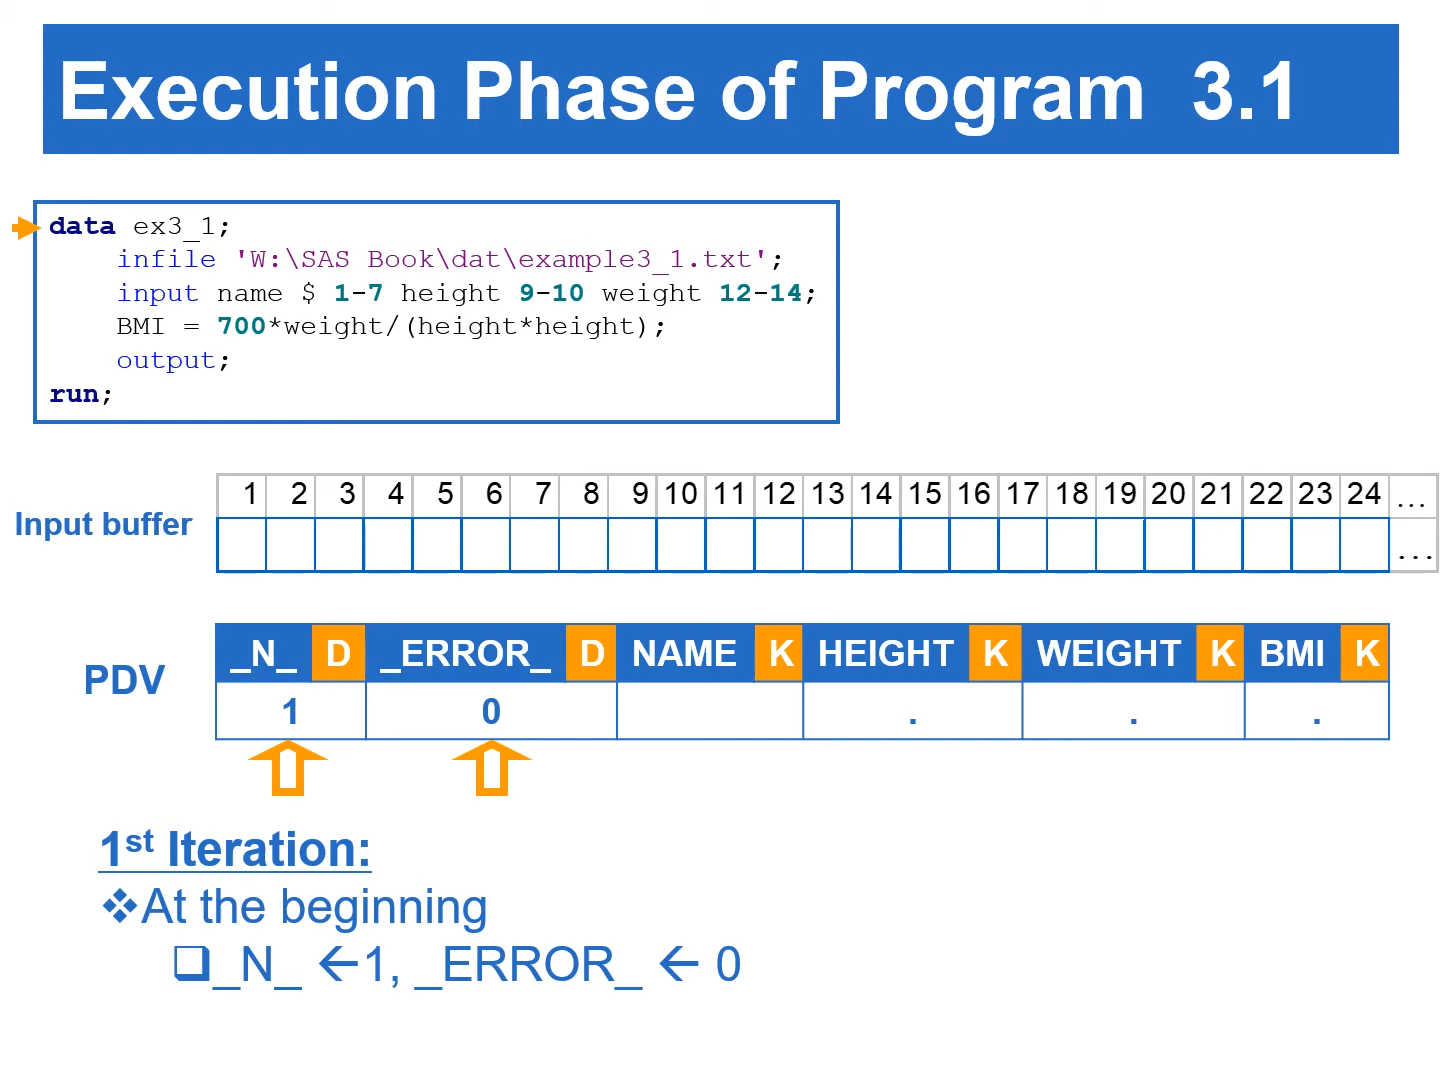 Execution Phase of Program 3.1
data ex3_1;
infile 'W:\SAS Book\dat\example3_1.txt';
input name $ 1-7 height 9-10 weight 12-14;
BMI = 700*weight/(height*height);
output;
run;
1 2 3 4 5 6 7 8 9 10 11 12 13 14 15 16 17 18 19 20 21 22 23 24 ...
Input buffer
...
_N_ D _ERROR_ D NAME K HEIGHT K WEIGHT K BMI K
PDV
1 0 . . .
1st Iteration:
❖At the beginning
❑_N_ ←1, _ERROR_ ← 0